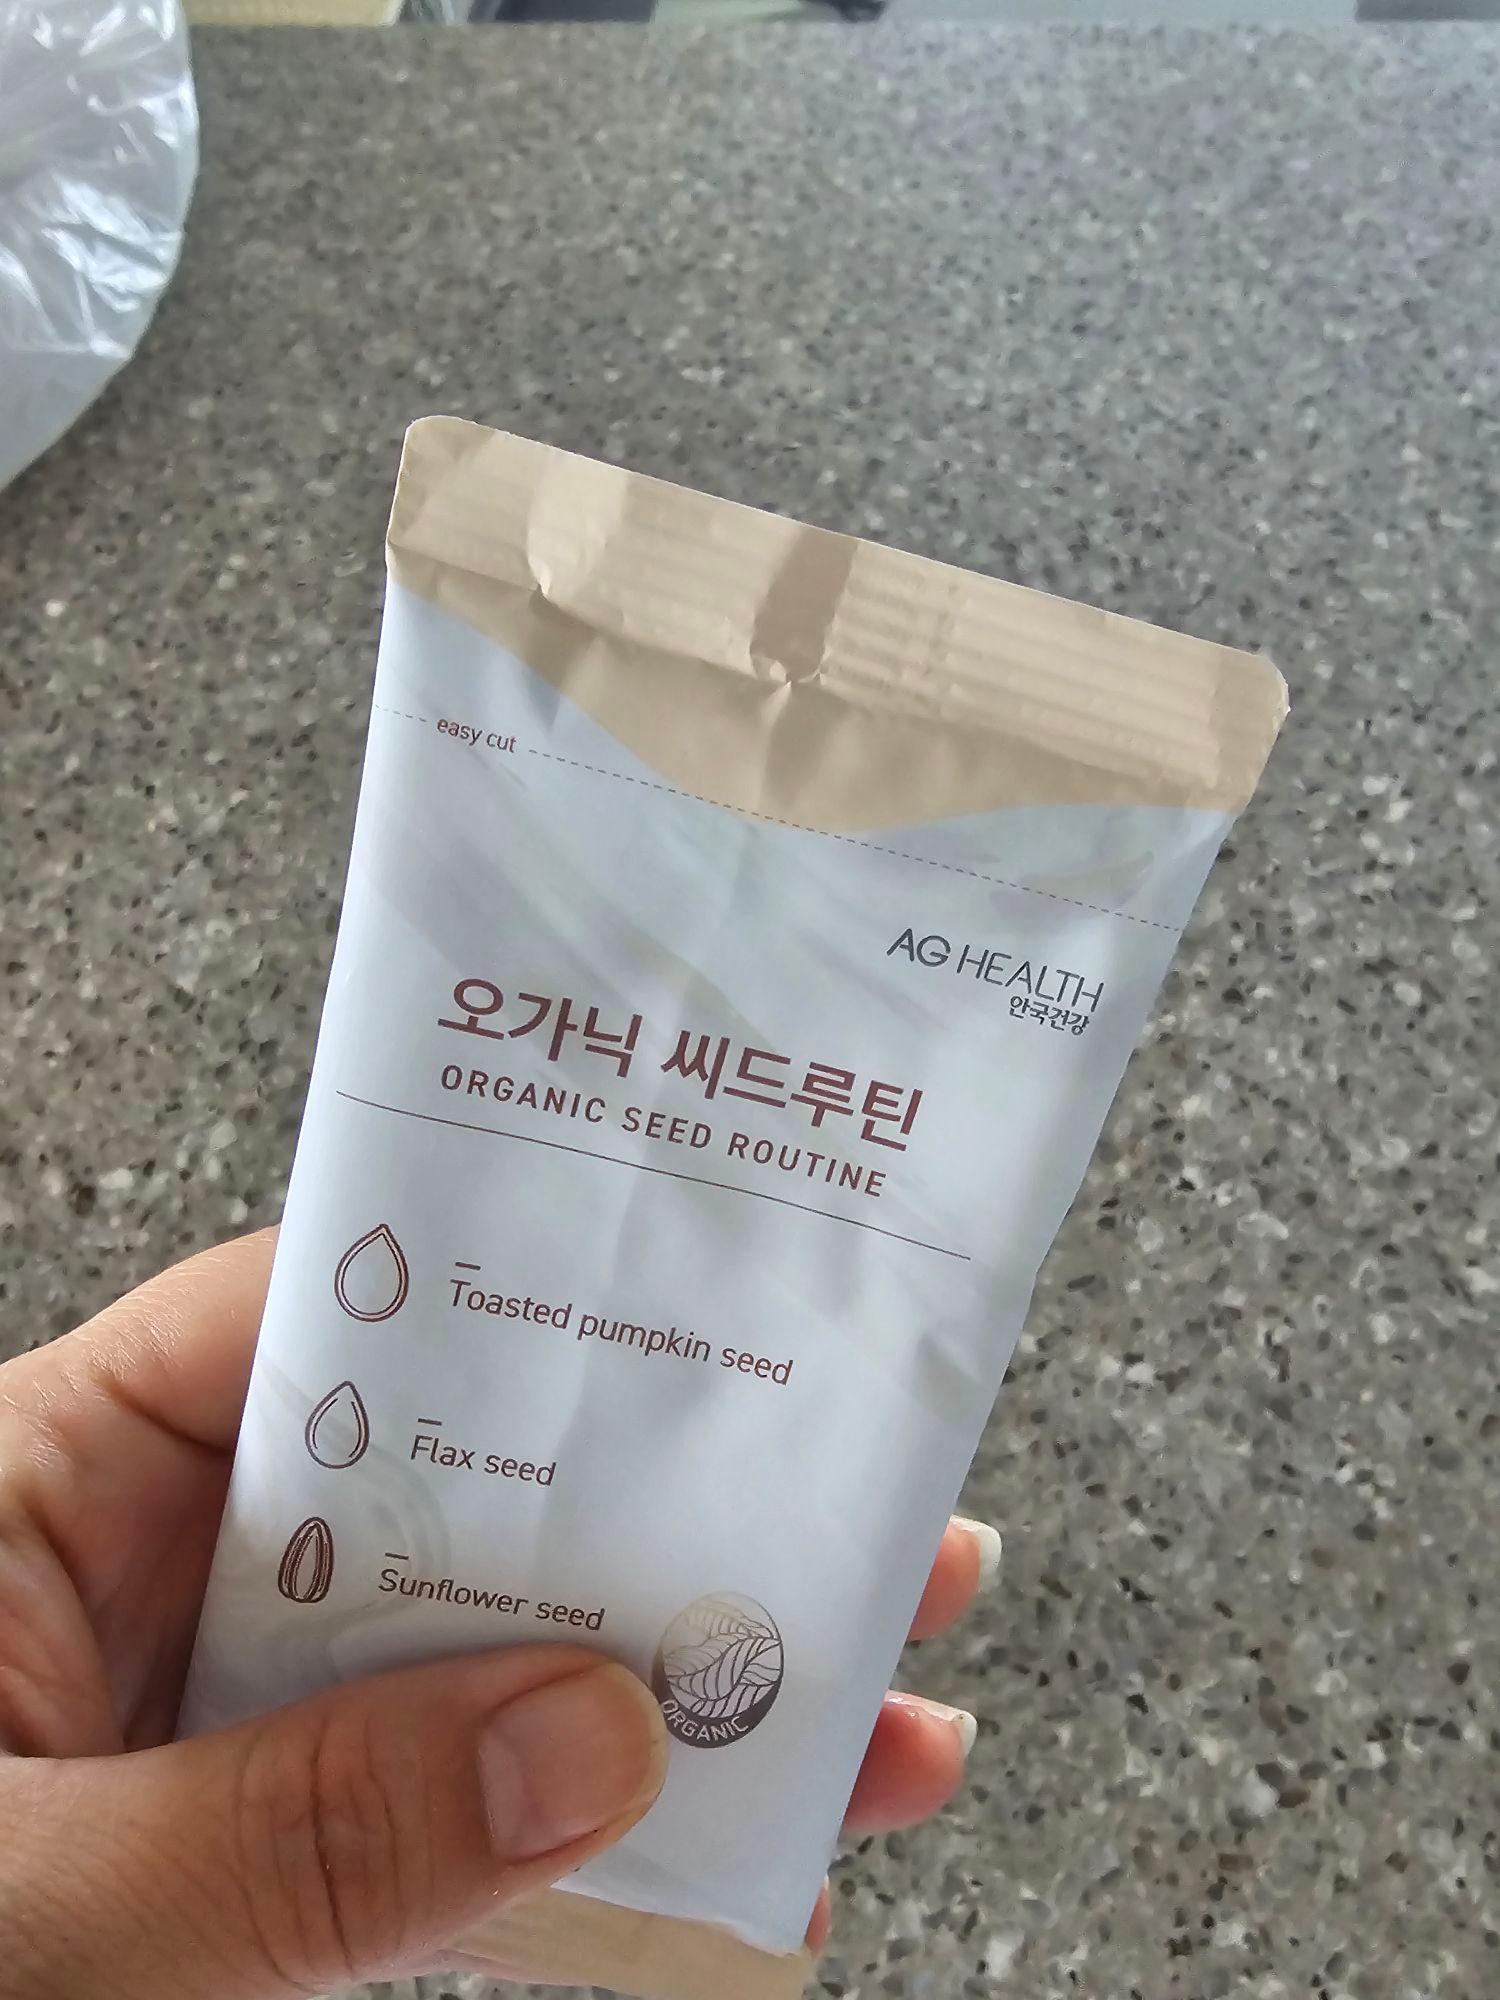 easy cut
AG HEALTH
안국건강
오가닉 씨드루틴
ORGANIC SEED ROUTINE
Toasted pumpkin seed
Flax seed
Sunflower seed
ORGANIC